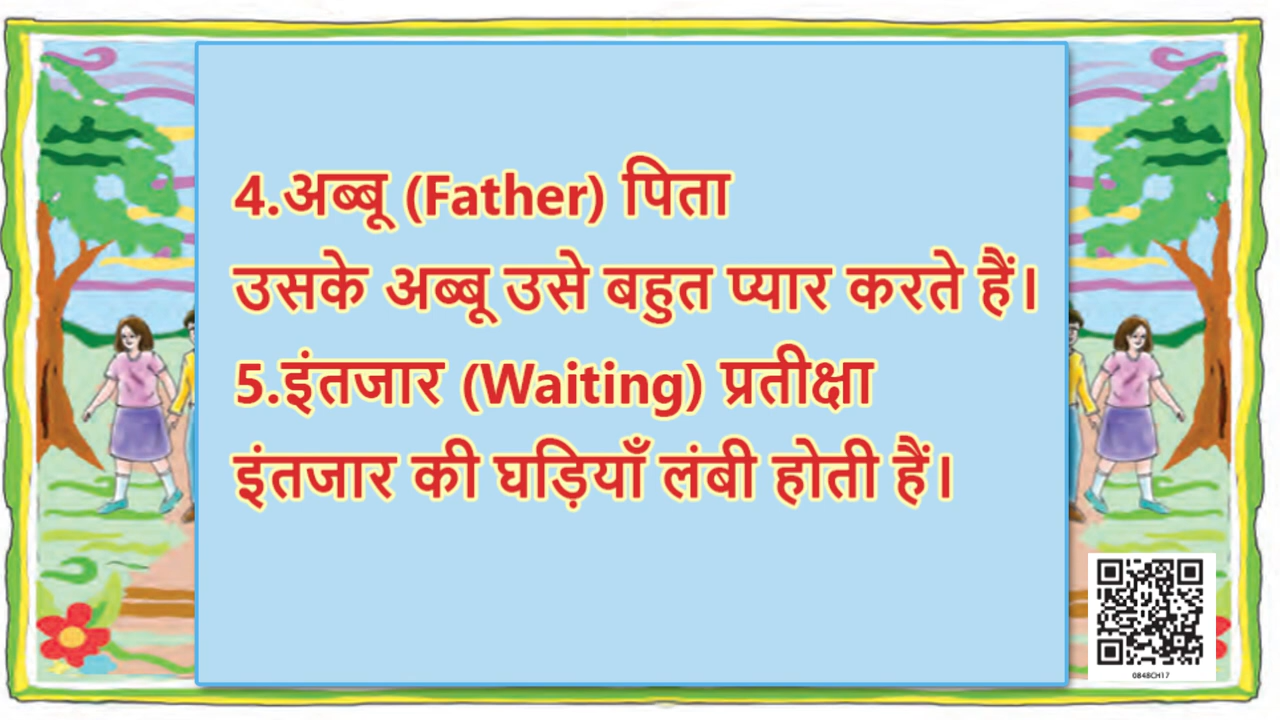 4.अब्बू (Father) पिता
उसके अब्बू उसे बहुत प्यार करते हैं।
5.इंतजार (Waiting) प्रतीक्षा
इंतजार की घड़ियाँ लंबी होती हैं।
0848CH17